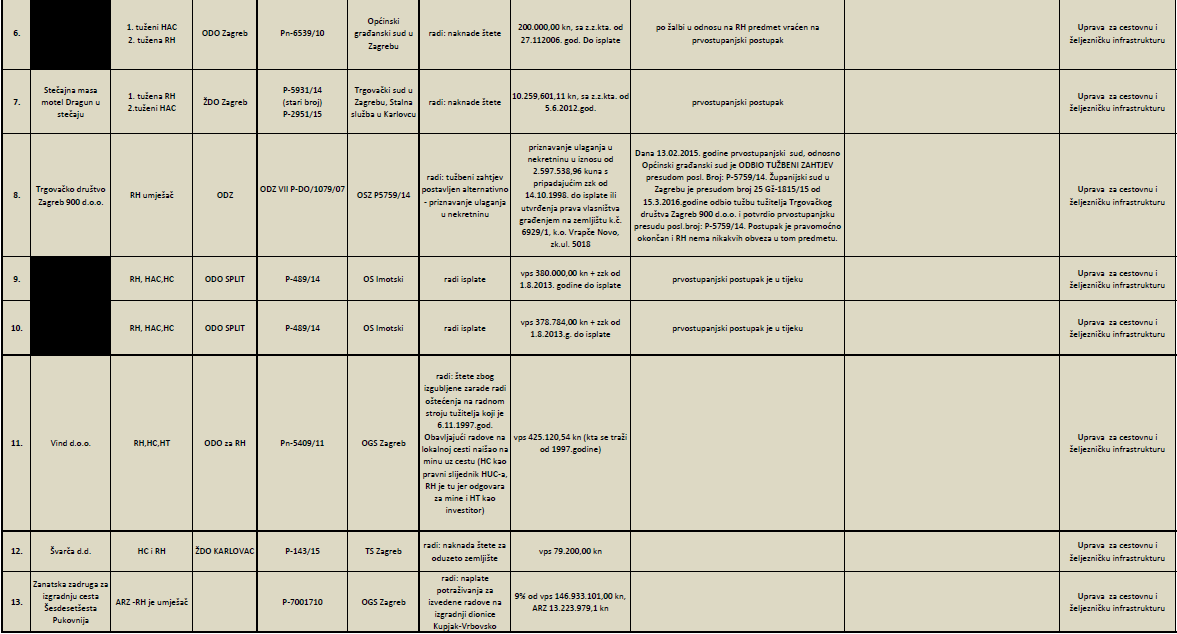 6.
1. tuženi HAC
2. tužena RH
ODO Zagreb
Pn-6539/10
Općinski
građanski sud u
Zagrebu
radi: naknade štete
200.000,00 kn, sa z.z.kta. od
27.112006. god. Do isplate
po žalbi u odnosu na RH predmet vraćen na
prvostupanjski postupak
Uprava za cestovnu i
željezničku infrastrukturu
7.
Stečajna masa
motel Dragun u
stečaju
1. tužena RH
2.tuženi HAC
ŽDO Zagreb
P-5931/14
(stari broj)
P-2951/15
Trgovački sud u
Zagrebu, Stalna
služba u Karlovcu
radi: naknade štete
10.259,601,11 kn, sa z.z.kta. od
5.6.2012.god.
prvostupanjski postupak
Uprava za cestovnu i
željezničku infrastrukturu
8.
Trgovačko društvo
Zagreb 900 d.o.o.
RH umješač
ODZ
ODZ VII P-DO/1079/07
OSZ P5759/14
radi: tužbeni zahtjev
postavljen alternativno
- priznavanje ulaganja
u nekretninu
priznavanje ulaganja u
nekretninu u iznosu od
2.597.538,96 kuna s
pripadajućim zzk od
14.10.1998. do isplate ili
utvrđenja prava vlasništva
građenjem na zemljištu k.č.
6929/1, k.o. Vrapče Novo,
zk.ul. 5018
Dana 13.02.2015. godine prvostupanjski sud, odnosno
Općinski građanski sud je ODBIO TUŽBENI ZAHTJEV
presudom posl. Broj: P-5759/14. Županijski sud u
Zagrebu je presudom broj 25 Gž-1815/15 od
15.3.2016.godine odbio tužbu tužitelja Trgovačkog
društva Zagreb 900 d.o.o. i potvrdio prvostupanjsku
presudu posl.broj: P-5759/14. Postupak je pravomoćno
okončan i RH nema nikakvih obveza u tom predmetu.
Uprava za cestovnu i
željezničku infrastrukturu
9.
RH, HAC,HC
ODO SPLIT
P-489/14
OS Imotski
radi isplate
vps 380.000,00 kn + zzk od
1.8.2013. godine do isplate
prvostupanjski postupak je u tijeku
Uprava za cestovnu i
željezničku infrastrukturu
10.
RH, HAC,HC
ODO SPLIT
P-489/14
OS Imotski
radi isplate
vps 378.784,00 kn + zzk od
1.8.2013.g. do isplate
prvostupanjski postupak je u tijeku
Uprava za cestovnu i
željezničku infrastrukturu
11.
Vind d.o.o.
RH,HC,HT
ODO za RH
Pn-5409/11
OGS Zagreb
radi: štete zbog
izgubljene zarade radi
oštećenja na radnom
stroju tužitelja koji je
6.11.1997.god.
Obavljajući radove na
lokalnoj cesti naišao na
minu uz cestu (HC kao
pravni slijednik HUC-a,
RH je tu jer odgovara
za mine i HT kao
investitor)
vps 425.120,54 kn (kta se traži
od 1997.godine)
Uprava za cestovnu i
željezničku infrastrukturu
12.
Švarča d.d.
HC i RH
ŽDO KARLOVAC
P-143/15
TS Zagreb
radi: naknada štete za
oduzeto zemljište
vps 79.200,00 kn
Uprava za cestovnu i
željezničku infrastrukturu
13.
Zanatska zadruga za
izgradnju cesta
Šesdesetšesta
Pukovnija
ARZ -RH je umješač
P-7001710
OGS Zagreb
radi: naplate
potraživanja za
izvedene radove na
izgradnji dionice
Kupjak-Vrbovsko
9% od vps 146.933.101,00 kn,
ARZ 13.223.979,1 kn
Uprava za cestovnu i
željezničku infrastrukturu